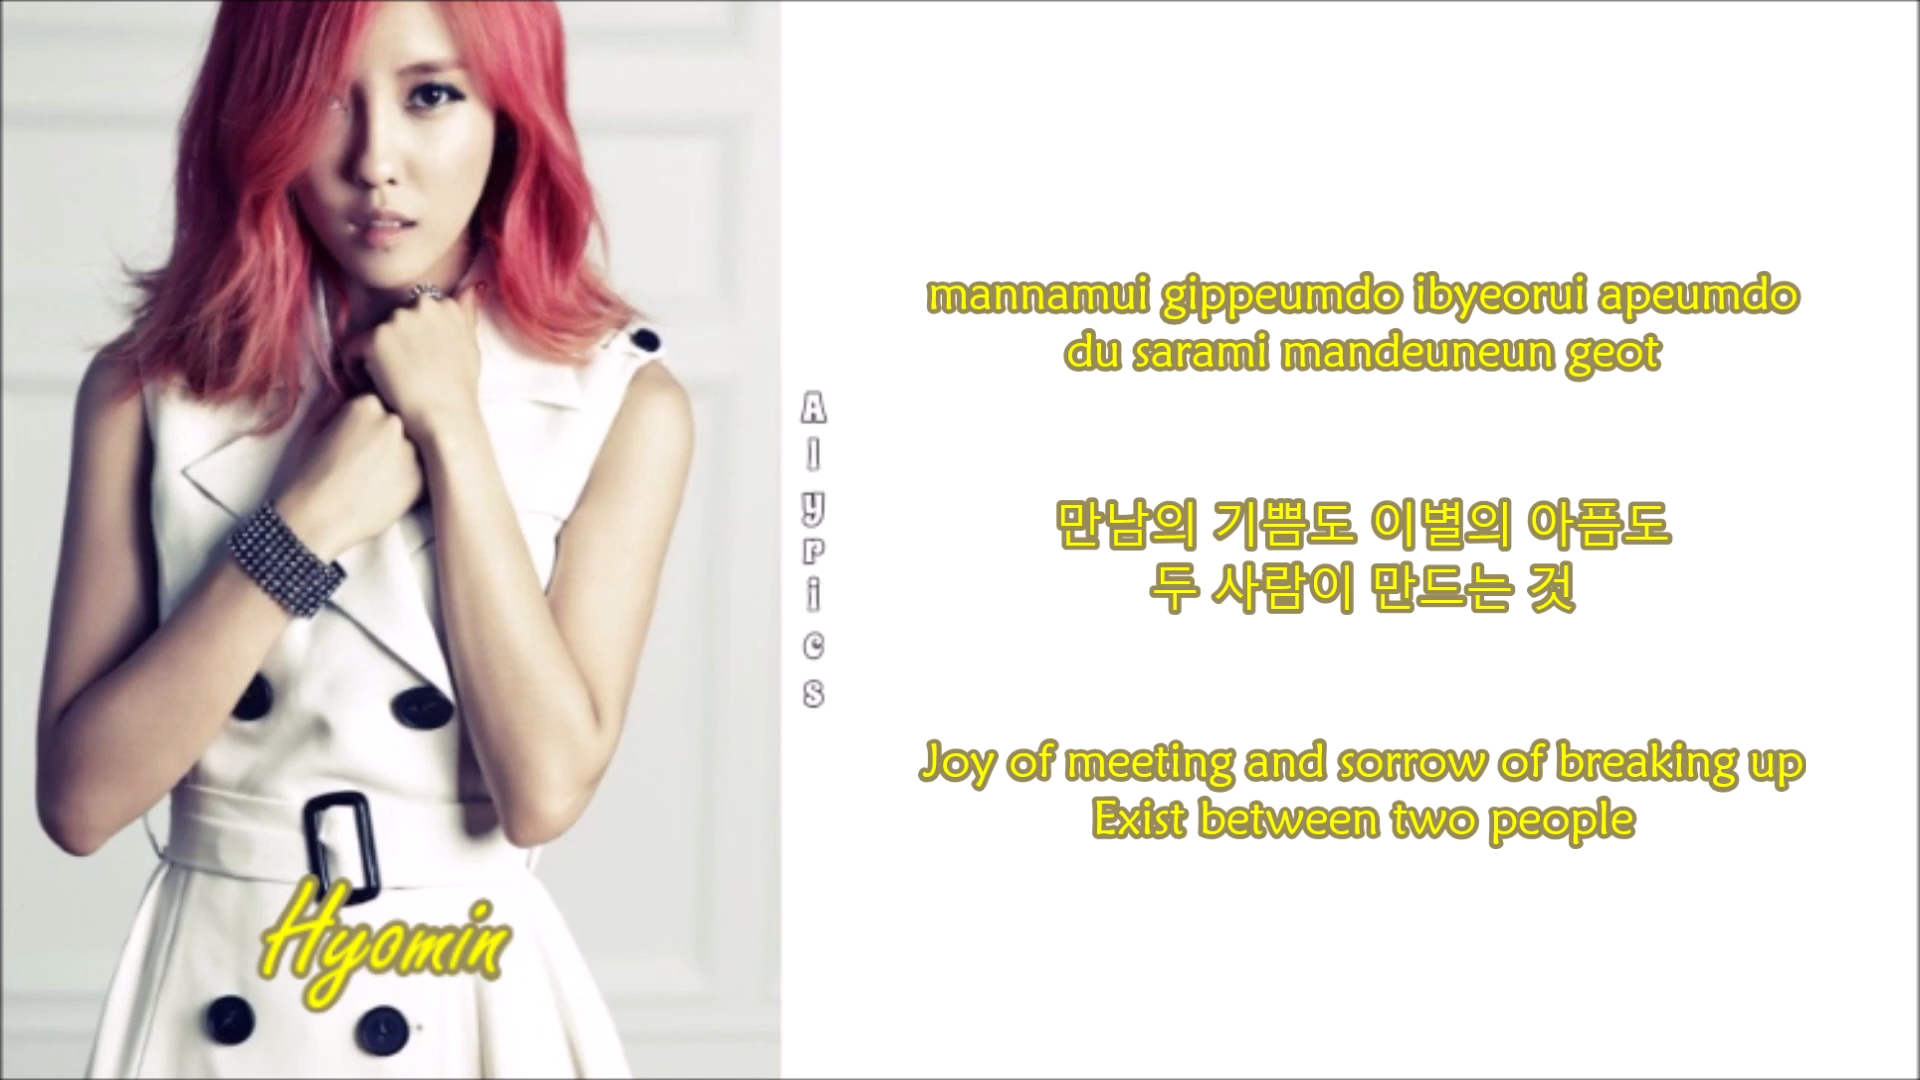 Hyomin
Alyrics
mannamui gippeumdo ibyeorui apeumdo
du sarami mandeuneun geot
만남의 기쁨도 이별의 아픔도
두 사람이 만드는 것
Joy of meeting and sorrow of breaking up
Exist between two people